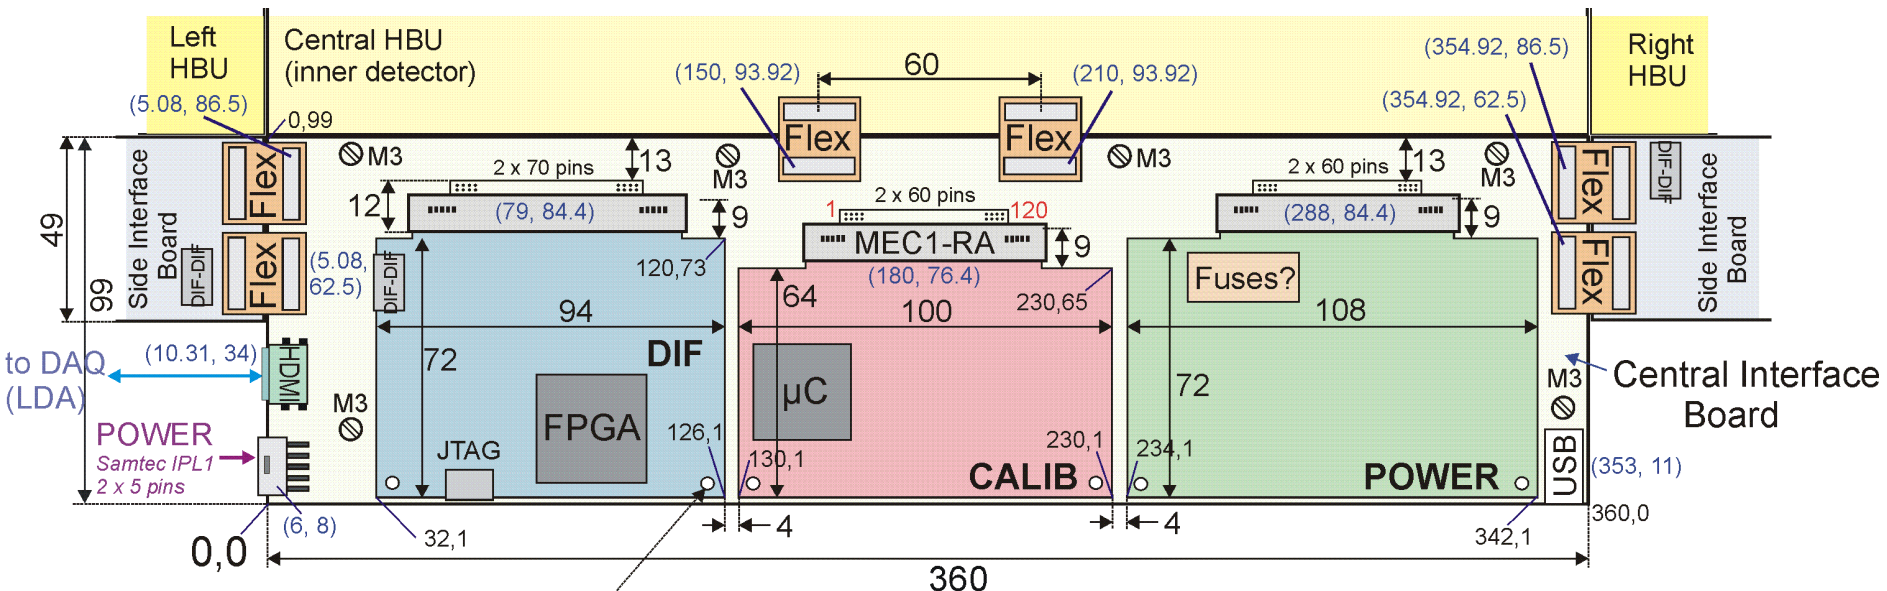 Left
HBU
Central HBU
(inner detector)
Right
HBU
(354.92, 86.5)
(150, 93.92)
60
(210, 93.92)
(354.92, 62.5)
(5.08, 86.5)
0,99
Flex
Flex
M3
13
M3
M3
13
M3
2 x 70 pins
2 x 60 pins
2 x 60 pins
Side Interface
Board
DIF-DIF
Flex
Flex
12
(79, 84.4)
9
1
120
(288, 84.4)
9
Flex
Flex
DIF-DIF
Side Interface
Board
49
99
MEC1-RA
9
(180, 76.4)
(5.08,
62.5)
DIF-DIF
120,73
64
230,65
Fuses?
94
100
108
to DAQ
(LDA)
(10.31, 34)
HDMI
72
DIF
µC
72
M3
Central Interface
Board
M3
FPGA
POWER
Samtec IPL1
2 x 5 pins
JTAG
126,1
130,1
230,1
234,1
CALIB
POWER
USB
(353, 11)
(6, 8)
0,0
32,1
4
4
342,1
360,0
360